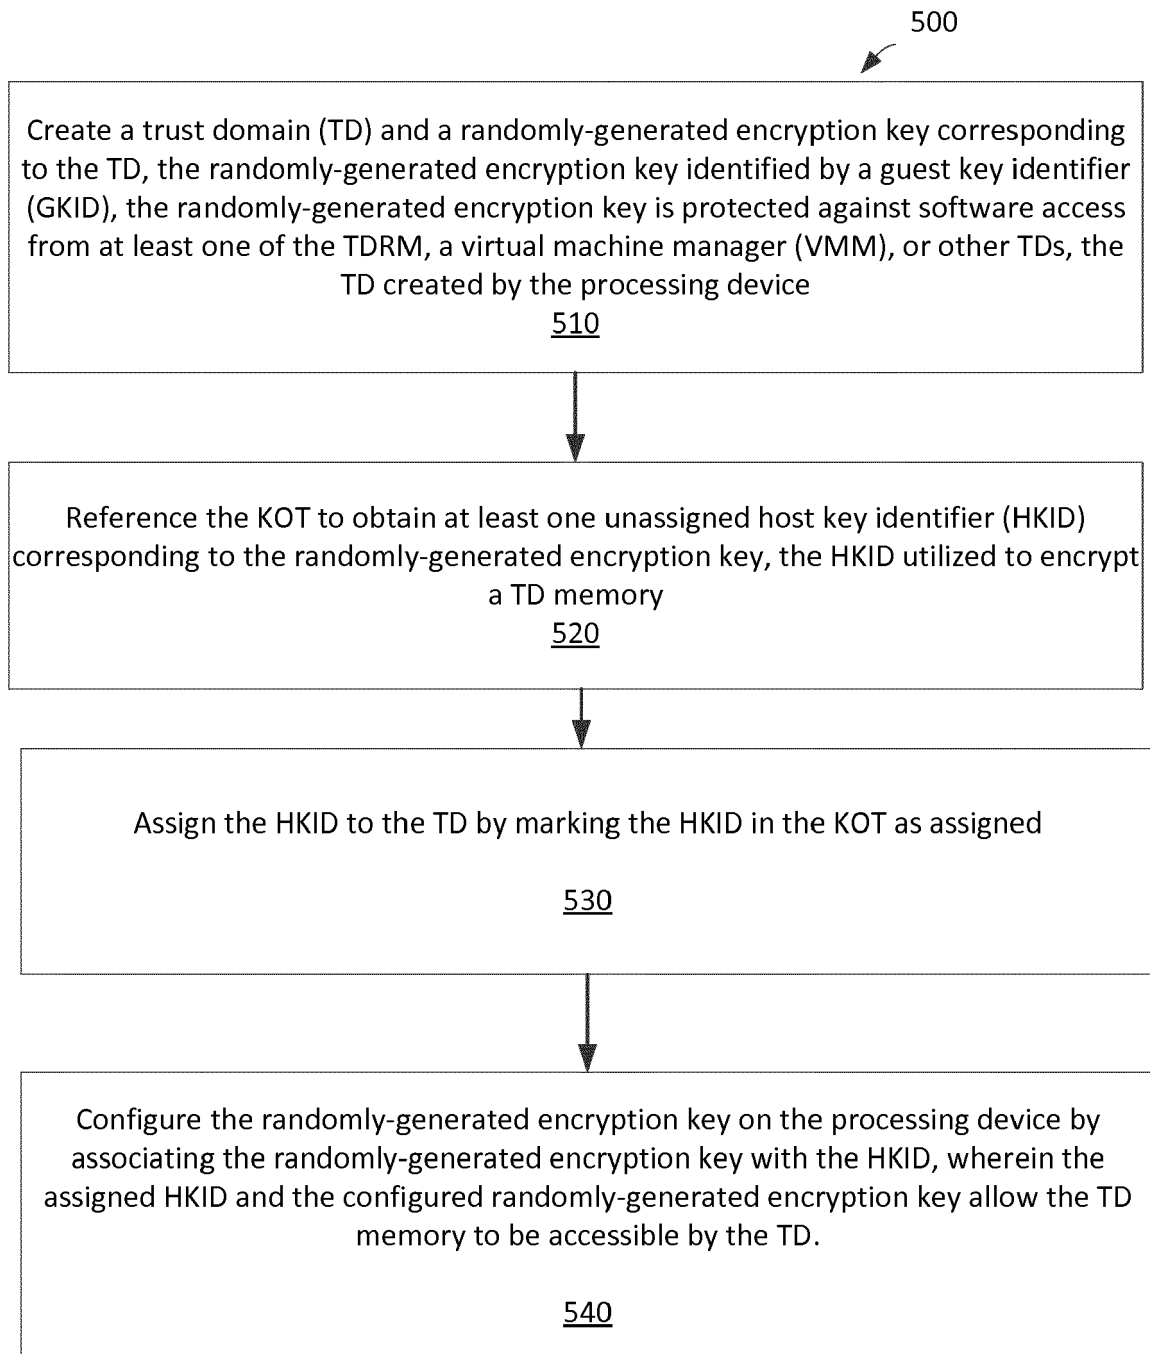 500
Create a trust domain (TD) and a randomly-generated encryption key corresponding
to the TD, the randomly-generated encryption key identified by a guest key identifier
(GKID), the randomly-generated encryption key is protected against software access
from at least one of the TDRM, a virtual machine manager (VMM), or other TDs, the
TD created by the processing device
510
Reference the KOT to obtain at least one unassigned host key identifier (HKID)
corresponding to the randomly-generated encryption key, the HKID utilized to encrypt
a TD memory
520
Assign the HKID to the TD by marking the HKID in the KOT as assigned
530
Configure the randomly-generated encryption key on the processing device by
associating the randomly-generated encryption key with the HKID, wherein the
assigned HKID and the configured randomly-generated encryption key allow the TD
memory to be accessible by the TD.
540